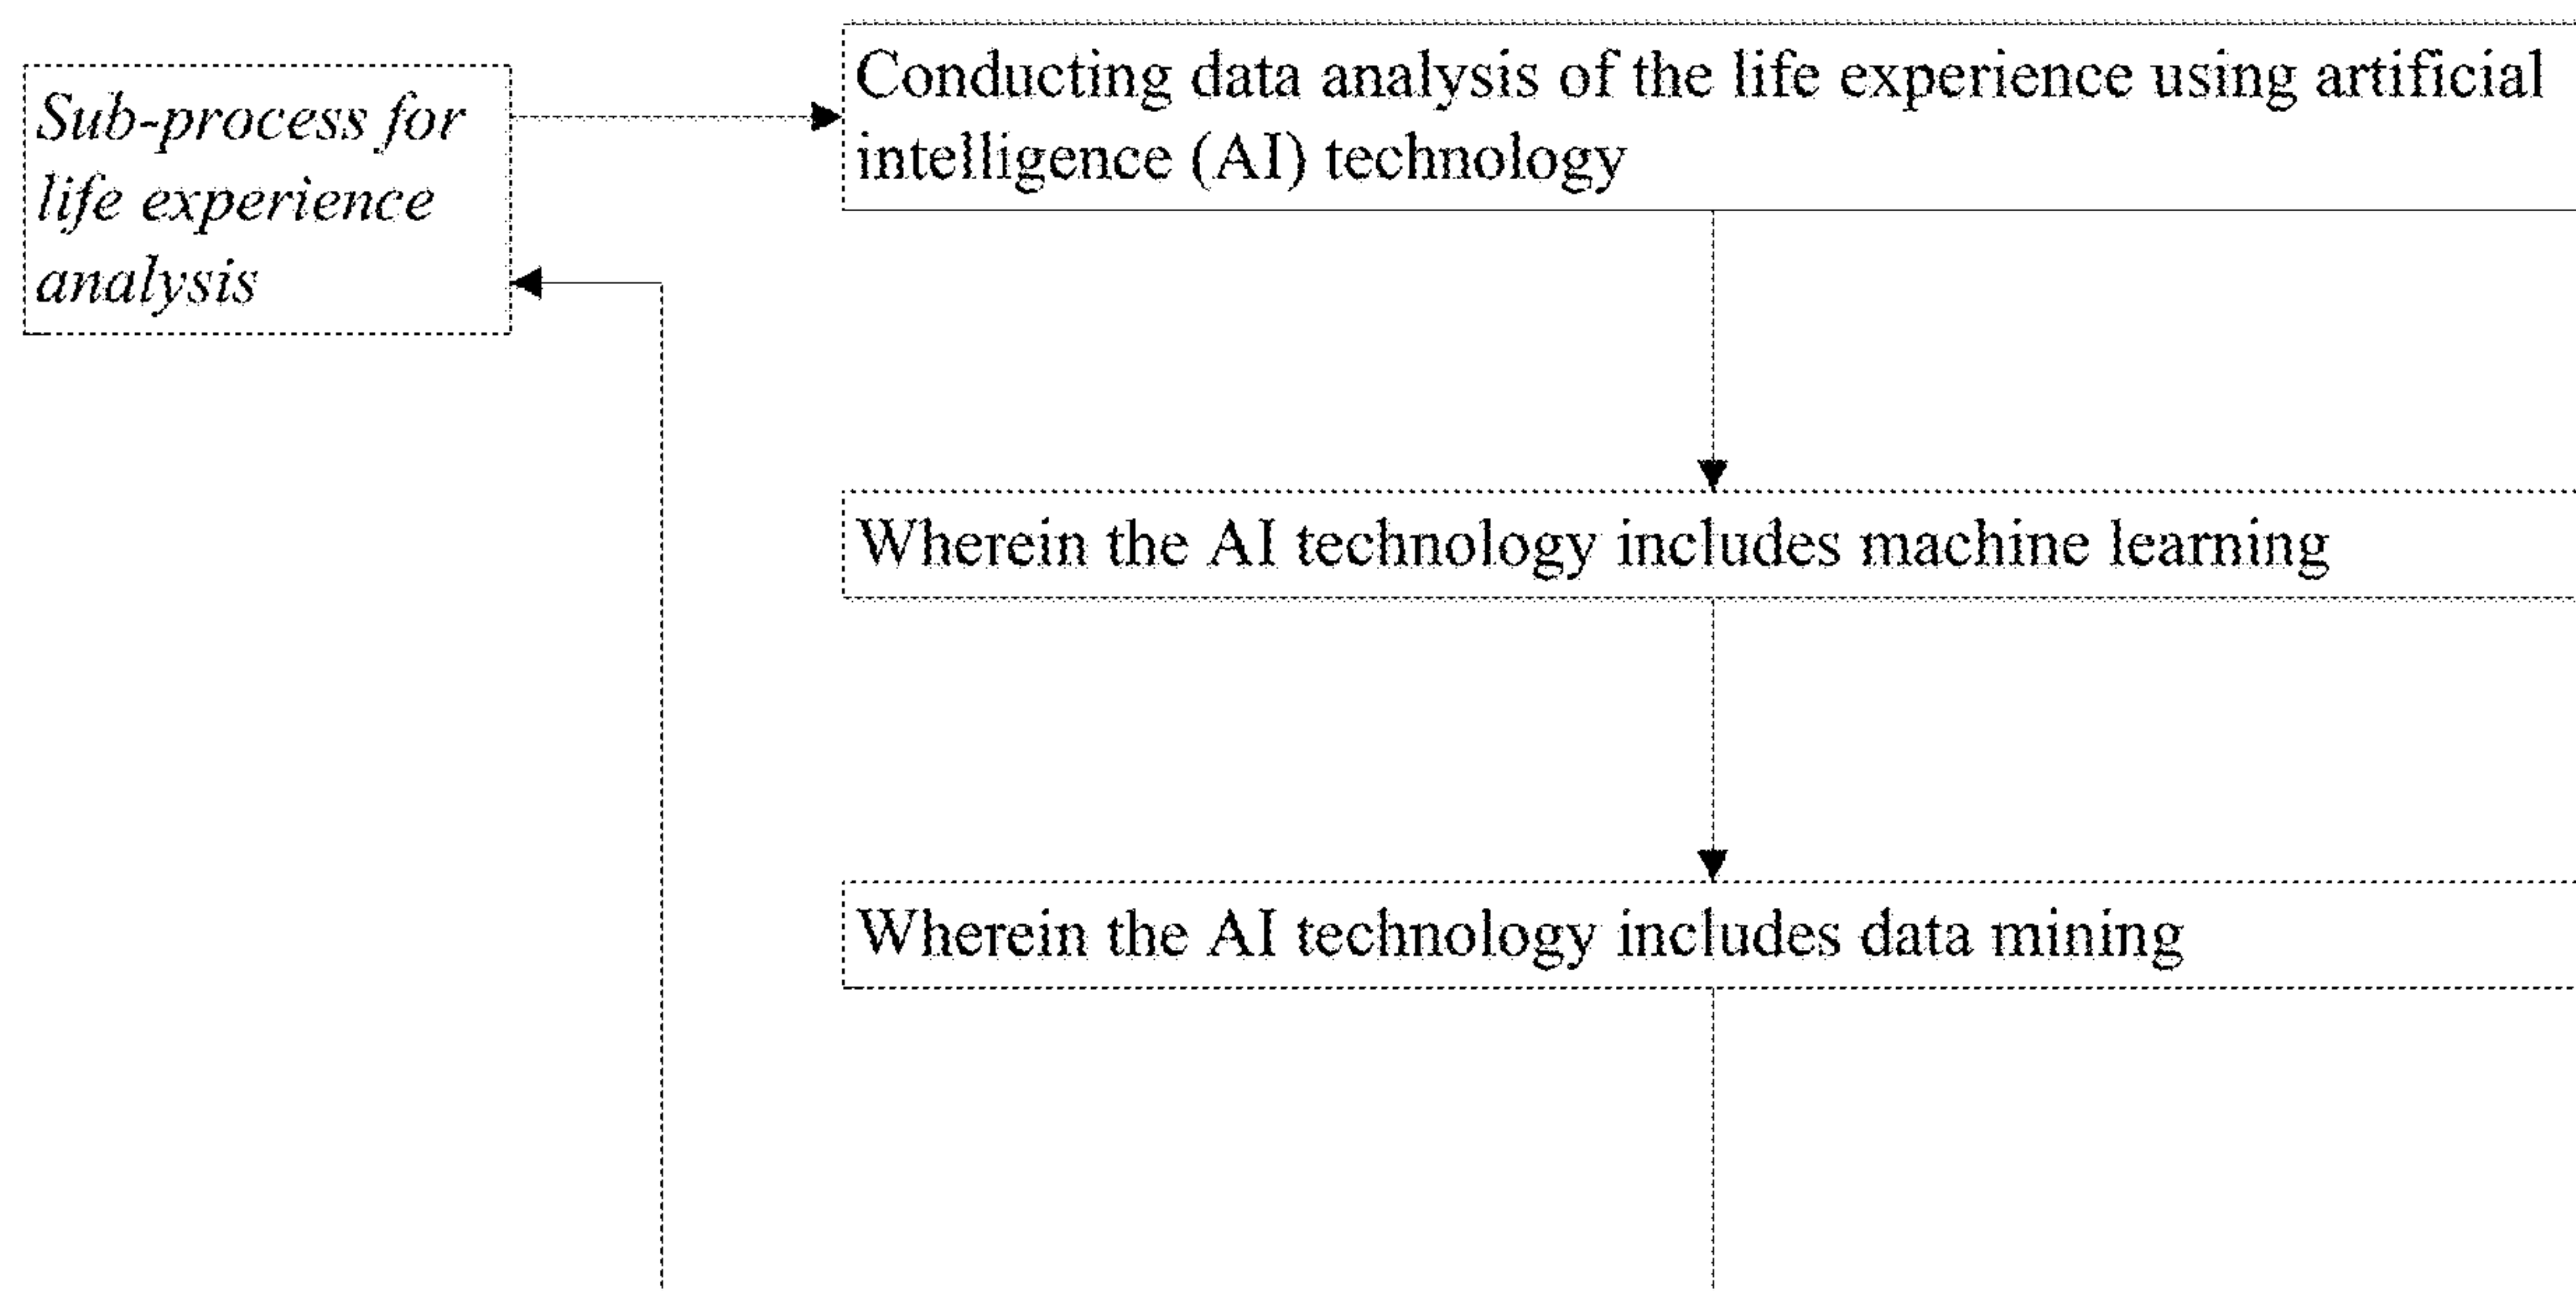 Sub-process for
life experience
analysis
Conducting data analysis of the life experience using artificial
intelligence (AI) technology
Wherein the AI technology includes machine learning
Wherein the AI technology includes data mining